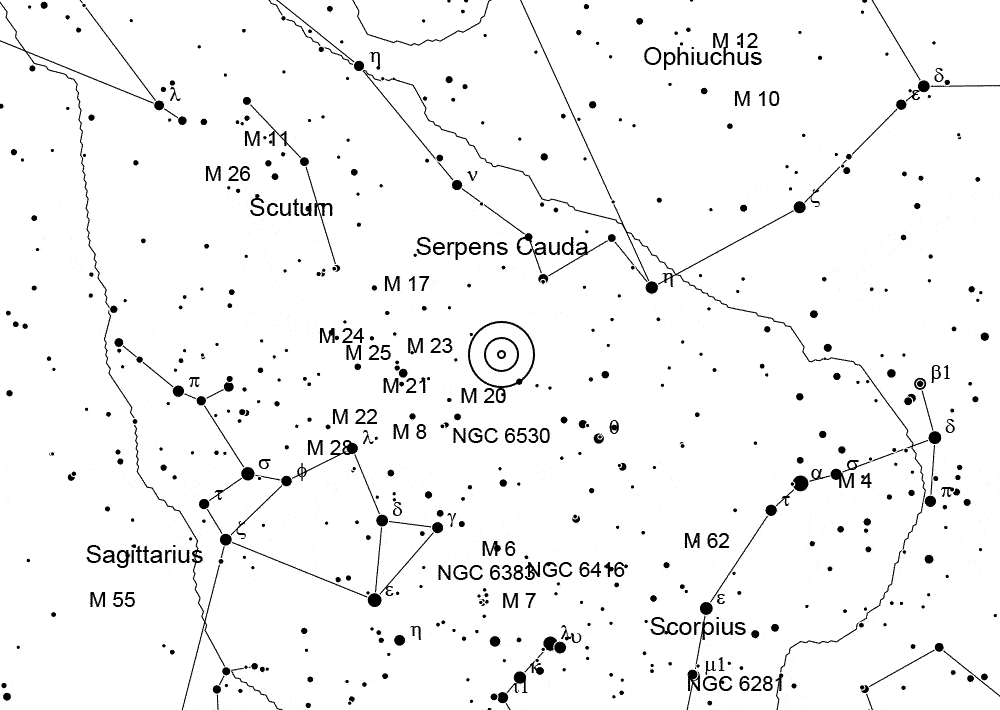 M 12
η
Ophiuchus
δ
ε
λ
M 10
M 11
M 26
ν
ζ
Scutum
Serpens Cauda
η
M 17
M 24
M 25
M 23
β1
π
M 21
M 20
M 22
M 8
NGC 6530
θ
δ
M 28
λ
σ
φ
α
σ
M 4
τ
τ
π
δ
γ
ζ
M 62
Sagittarius
M 6
NGC 6383
NGC 6416
M 55
ε
M 7
ε
Scorpius
η
λ
υ
κ
ι1
μ1
NGC 6281